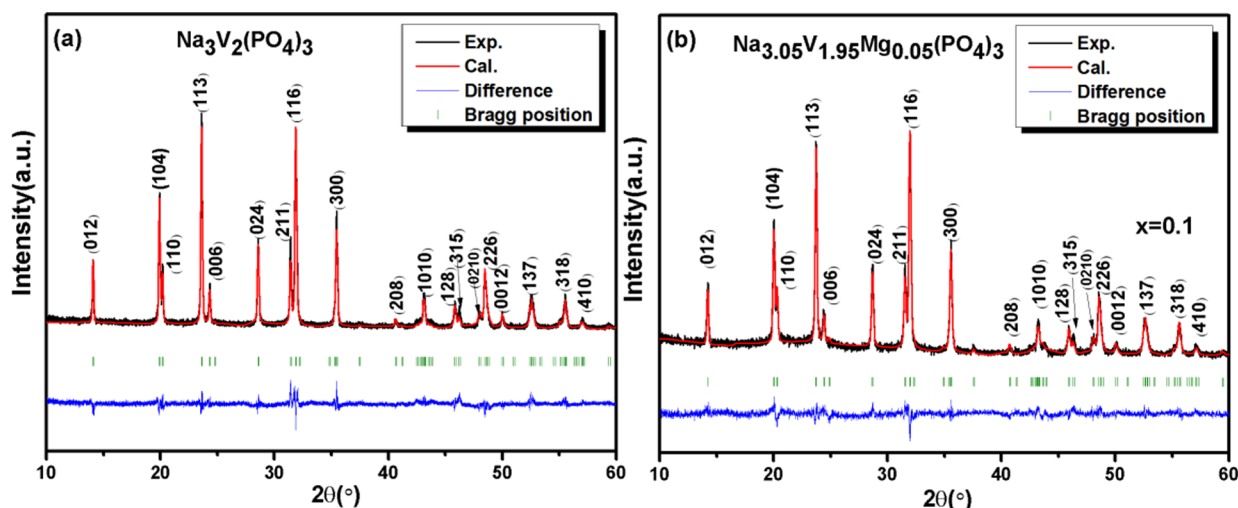 (a)
Na3V2(PO4)3
Exp.
Cal.
Difference
Bragg position
Intensity(a.u.)
(012)
(104)
(110)
(113)
(006)
(024)
(211)
(116)
(300)
(208)
(1010)
(128)
(315)
(0210)
(226)
(0012)
(137)
(318)
(410)
10 20 30 40 50 60
2θ(°)
(b)
Na3.05V1.95Mg0.05(PO4)3
Exp.
Cal.
Difference
Bragg position
x=0.1
Intensity(a.u.)
(012)
(104)
(110)
(113)
(006)
(024)
(211)
(116)
(300)
(208)
(1010)
(128)
(315)
(0210)
(226)
(0012)
(137)
(318)
(410)
10 20 30 40 50 60
2θ(°)